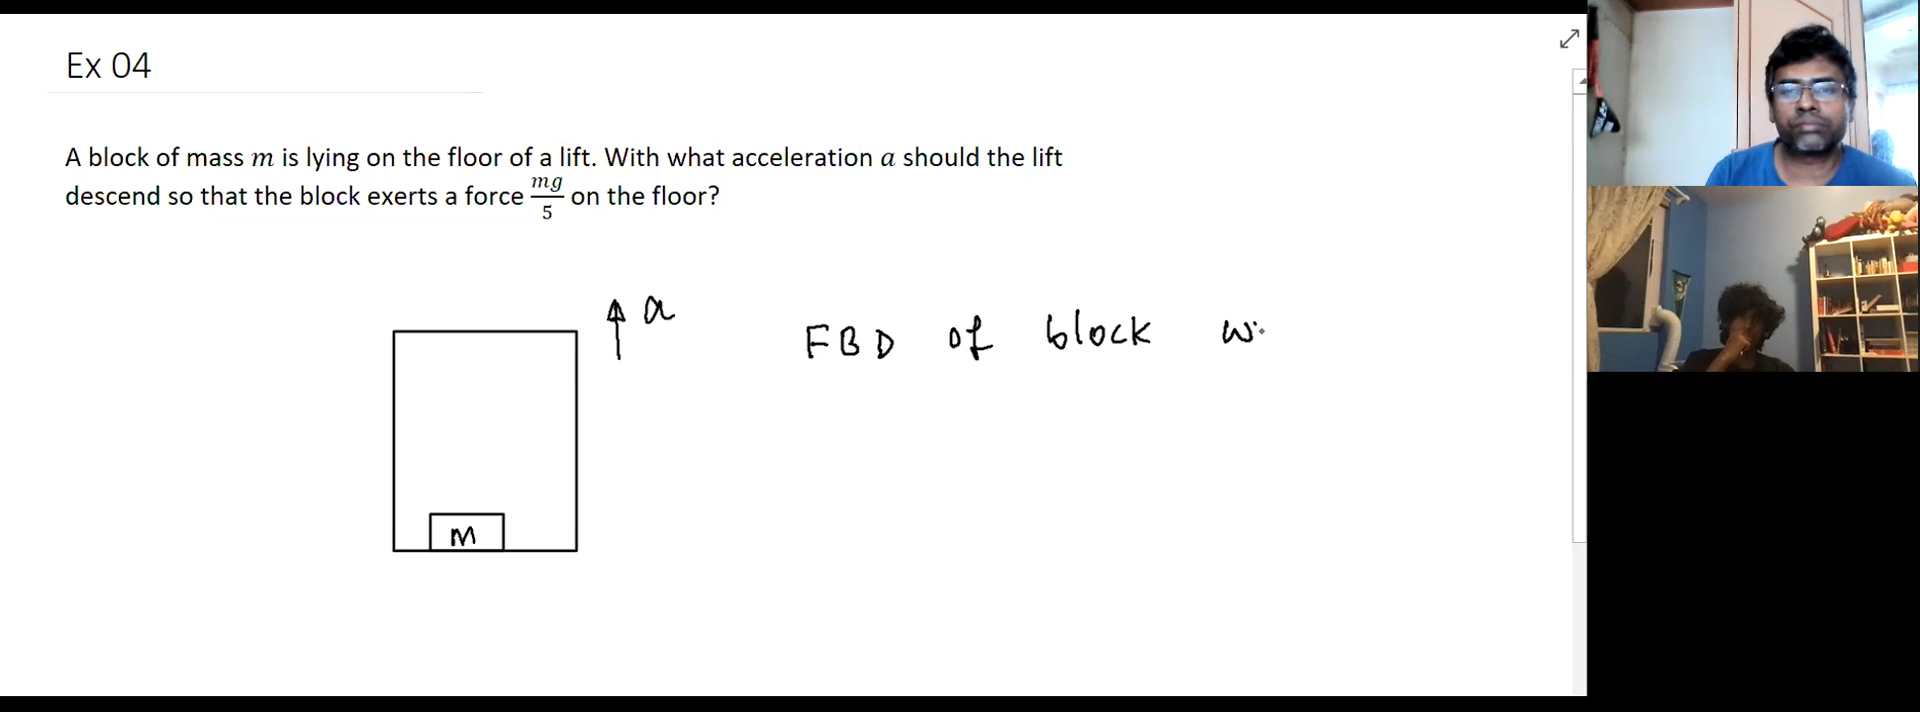 Ex 04
A block of mass m is lying on the floor of a lift. With what acceleration a should the lift
descend so that the block exerts a force mg/5 on the floor?
a
FBD of block
M